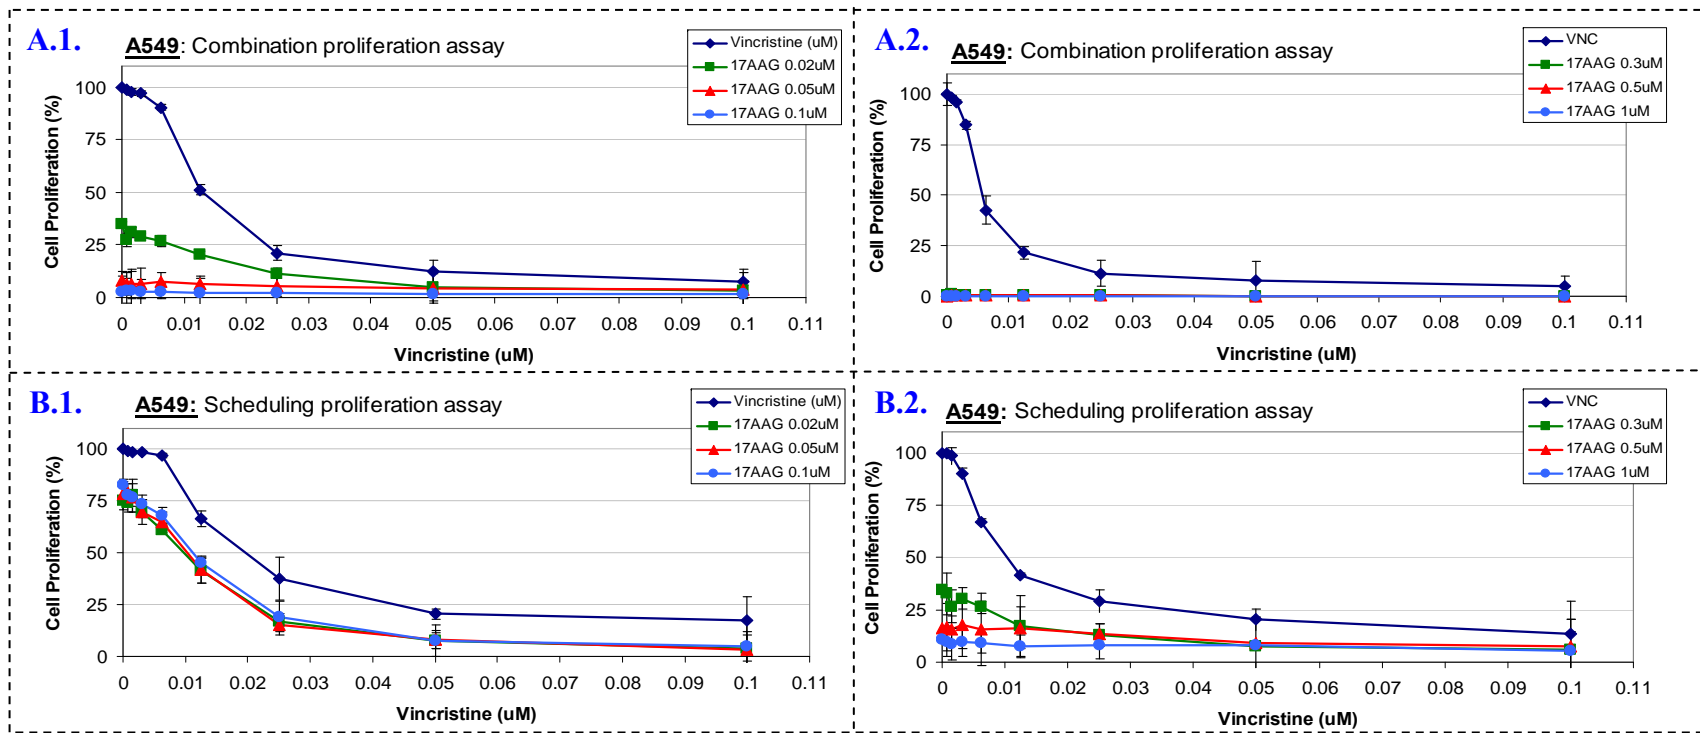 A.1.
A549: Combination proliferation assay
Vincristine (uM)
17AAG 0.02uM
17AAG 0.05uM
17AAG 0.1uM
Cell Proliferation (%)
100
75
50
25
0
0 0.01 0.02 0.03 0.04 0.05 0.06 0.07 0.08 0.09 0.1 0.11
Vincristine (uM)
A.2.
A549: Combination proliferation assay
VNC
17AAG 0.3uM
17AAG 0.5uM
17AAG 1uM
Cell Proliferation (%)
100
75
50
25
0
0 0.01 0.02 0.03 0.04 0.05 0.06 0.07 0.08 0.09 0.1 0.11
Vincristine (uM)
B.1.
A549: Scheduling proliferation assay
Vincristine (uM)
17AAG 0.02uM
17AAG 0.05uM
17AAG 0.1uM
Cell Proliferation (%)
100
75
50
25
0
0 0.01 0.02 0.03 0.04 0.05 0.06 0.07 0.08 0.09 0.1 0.11
Vincristine (uM)
B.2.
A549: Scheduling proliferation assay
VNC
17AAG 0.3uM
17AAG 0.5uM
17AAG 1uM
Cell Proliferation (%)
100
75
50
25
0
0 0.01 0.02 0.03 0.04 0.05 0.06 0.07 0.08 0.09 0.1 0.11
Vincristine (uM)